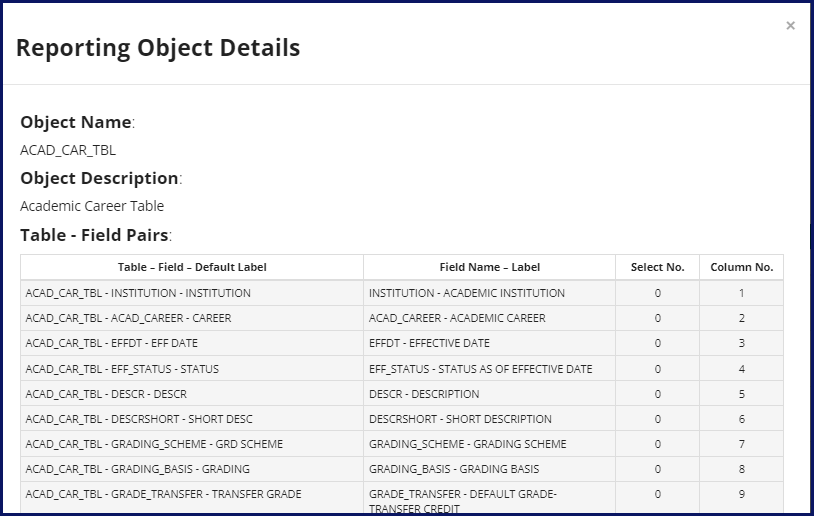 ×
Reporting Object Details
Object Name:
ACAD_CAR_TBL
Object Description:
Academic Career Table
Table - Field Pairs:
Table – Field – Default Label Field Name – Label Select No. Column No.
ACAD_CAR_TBL - INSTITUTION - INSTITUTION INSTITUTION - ACADEMIC INSTITUTION 0 1
ACAD_CAR_TBL - ACAD_CAREER - CAREER ACAD_CAREER - ACADEMIC CAREER 0 2
ACAD_CAR_TBL - EFFDT - EFF DATE EFFDT - EFFECTIVE DATE 0 3
ACAD_CAR_TBL - EFF_STATUS - STATUS EFF_STATUS - STATUS AS OF EFFECTIVE DATE 0 4
ACAD_CAR_TBL - DESCR - DESCR DESCR - DESCRIPTION 0 5
ACAD_CAR_TBL - DESCRSHORT - SHORT DESC DESCRSHORT - SHORT DESCRIPTION 0 6
ACAD_CAR_TBL - GRADING_SCHEME - GRD SCHEME GRADING_SCHEME - GRADING SCHEME 0 7
ACAD_CAR_TBL - GRADING_BASIS - GRADING GRADING_BASIS - GRADING BASIS 0 8
ACAD_CAR_TBL - GRADE_TRANSFER - TRANSFER GRADE GRADE_TRANSFER - DEFAULT GRADE- 0 9
TRANSFER CREDIT